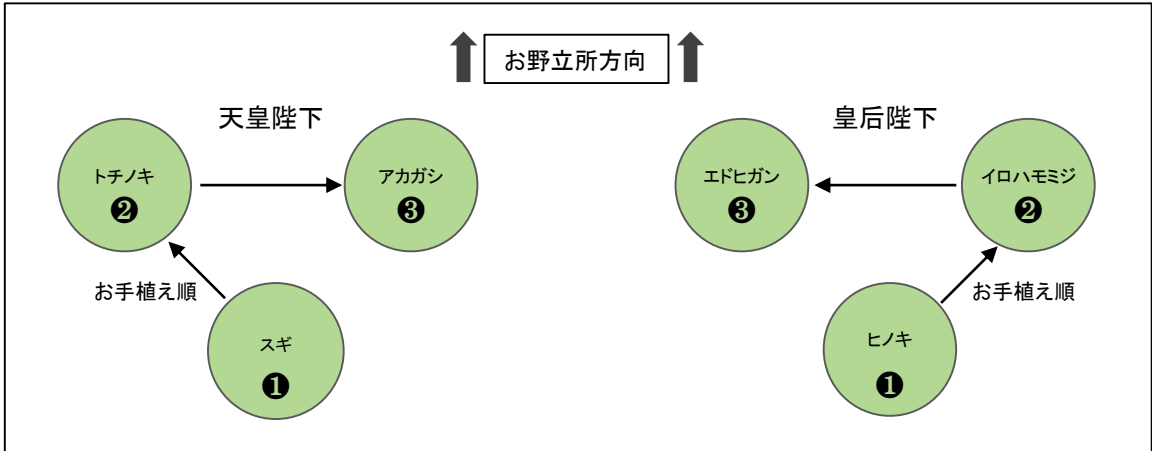 お野立所方向
天皇陛下
皇后陛下
トチノキ
❷
アカガシ
❸
エドヒガン
❸
イロハモミジ
❷
お手植え順
お手植え順
スギ
❶
ヒノキ
❶